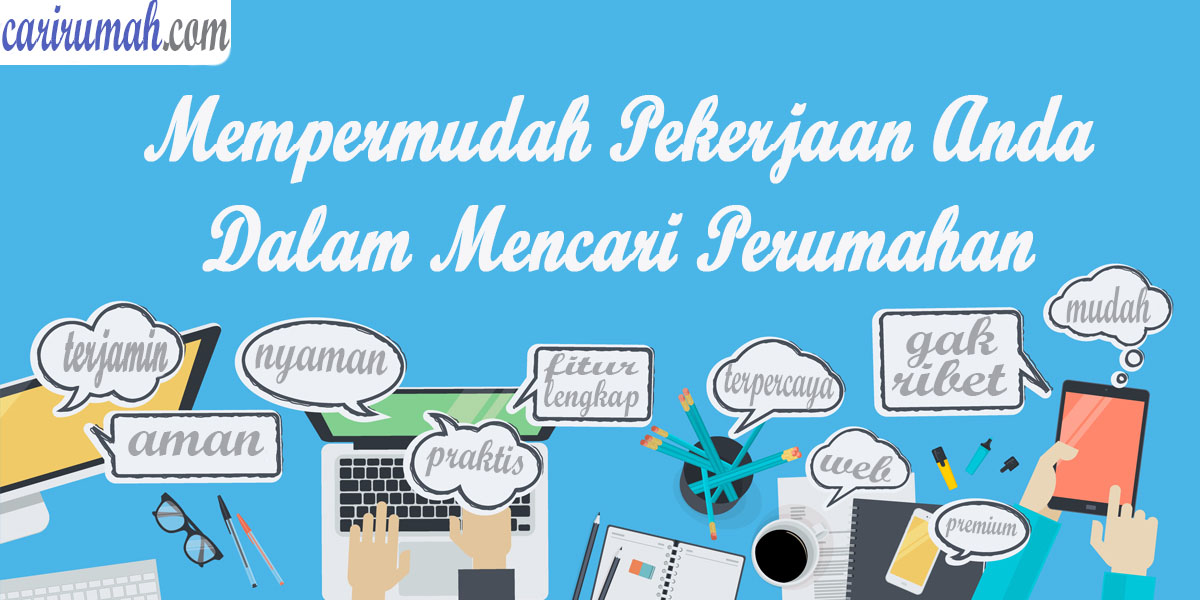 carirumah.com
Mempermudah Pekerjaan Anda
Dalam Mencari Perumahan
terjamin
nyaman
fitur
lengkap
terpercaya
gak
ribet
mudah
aman
praktis
web
premium